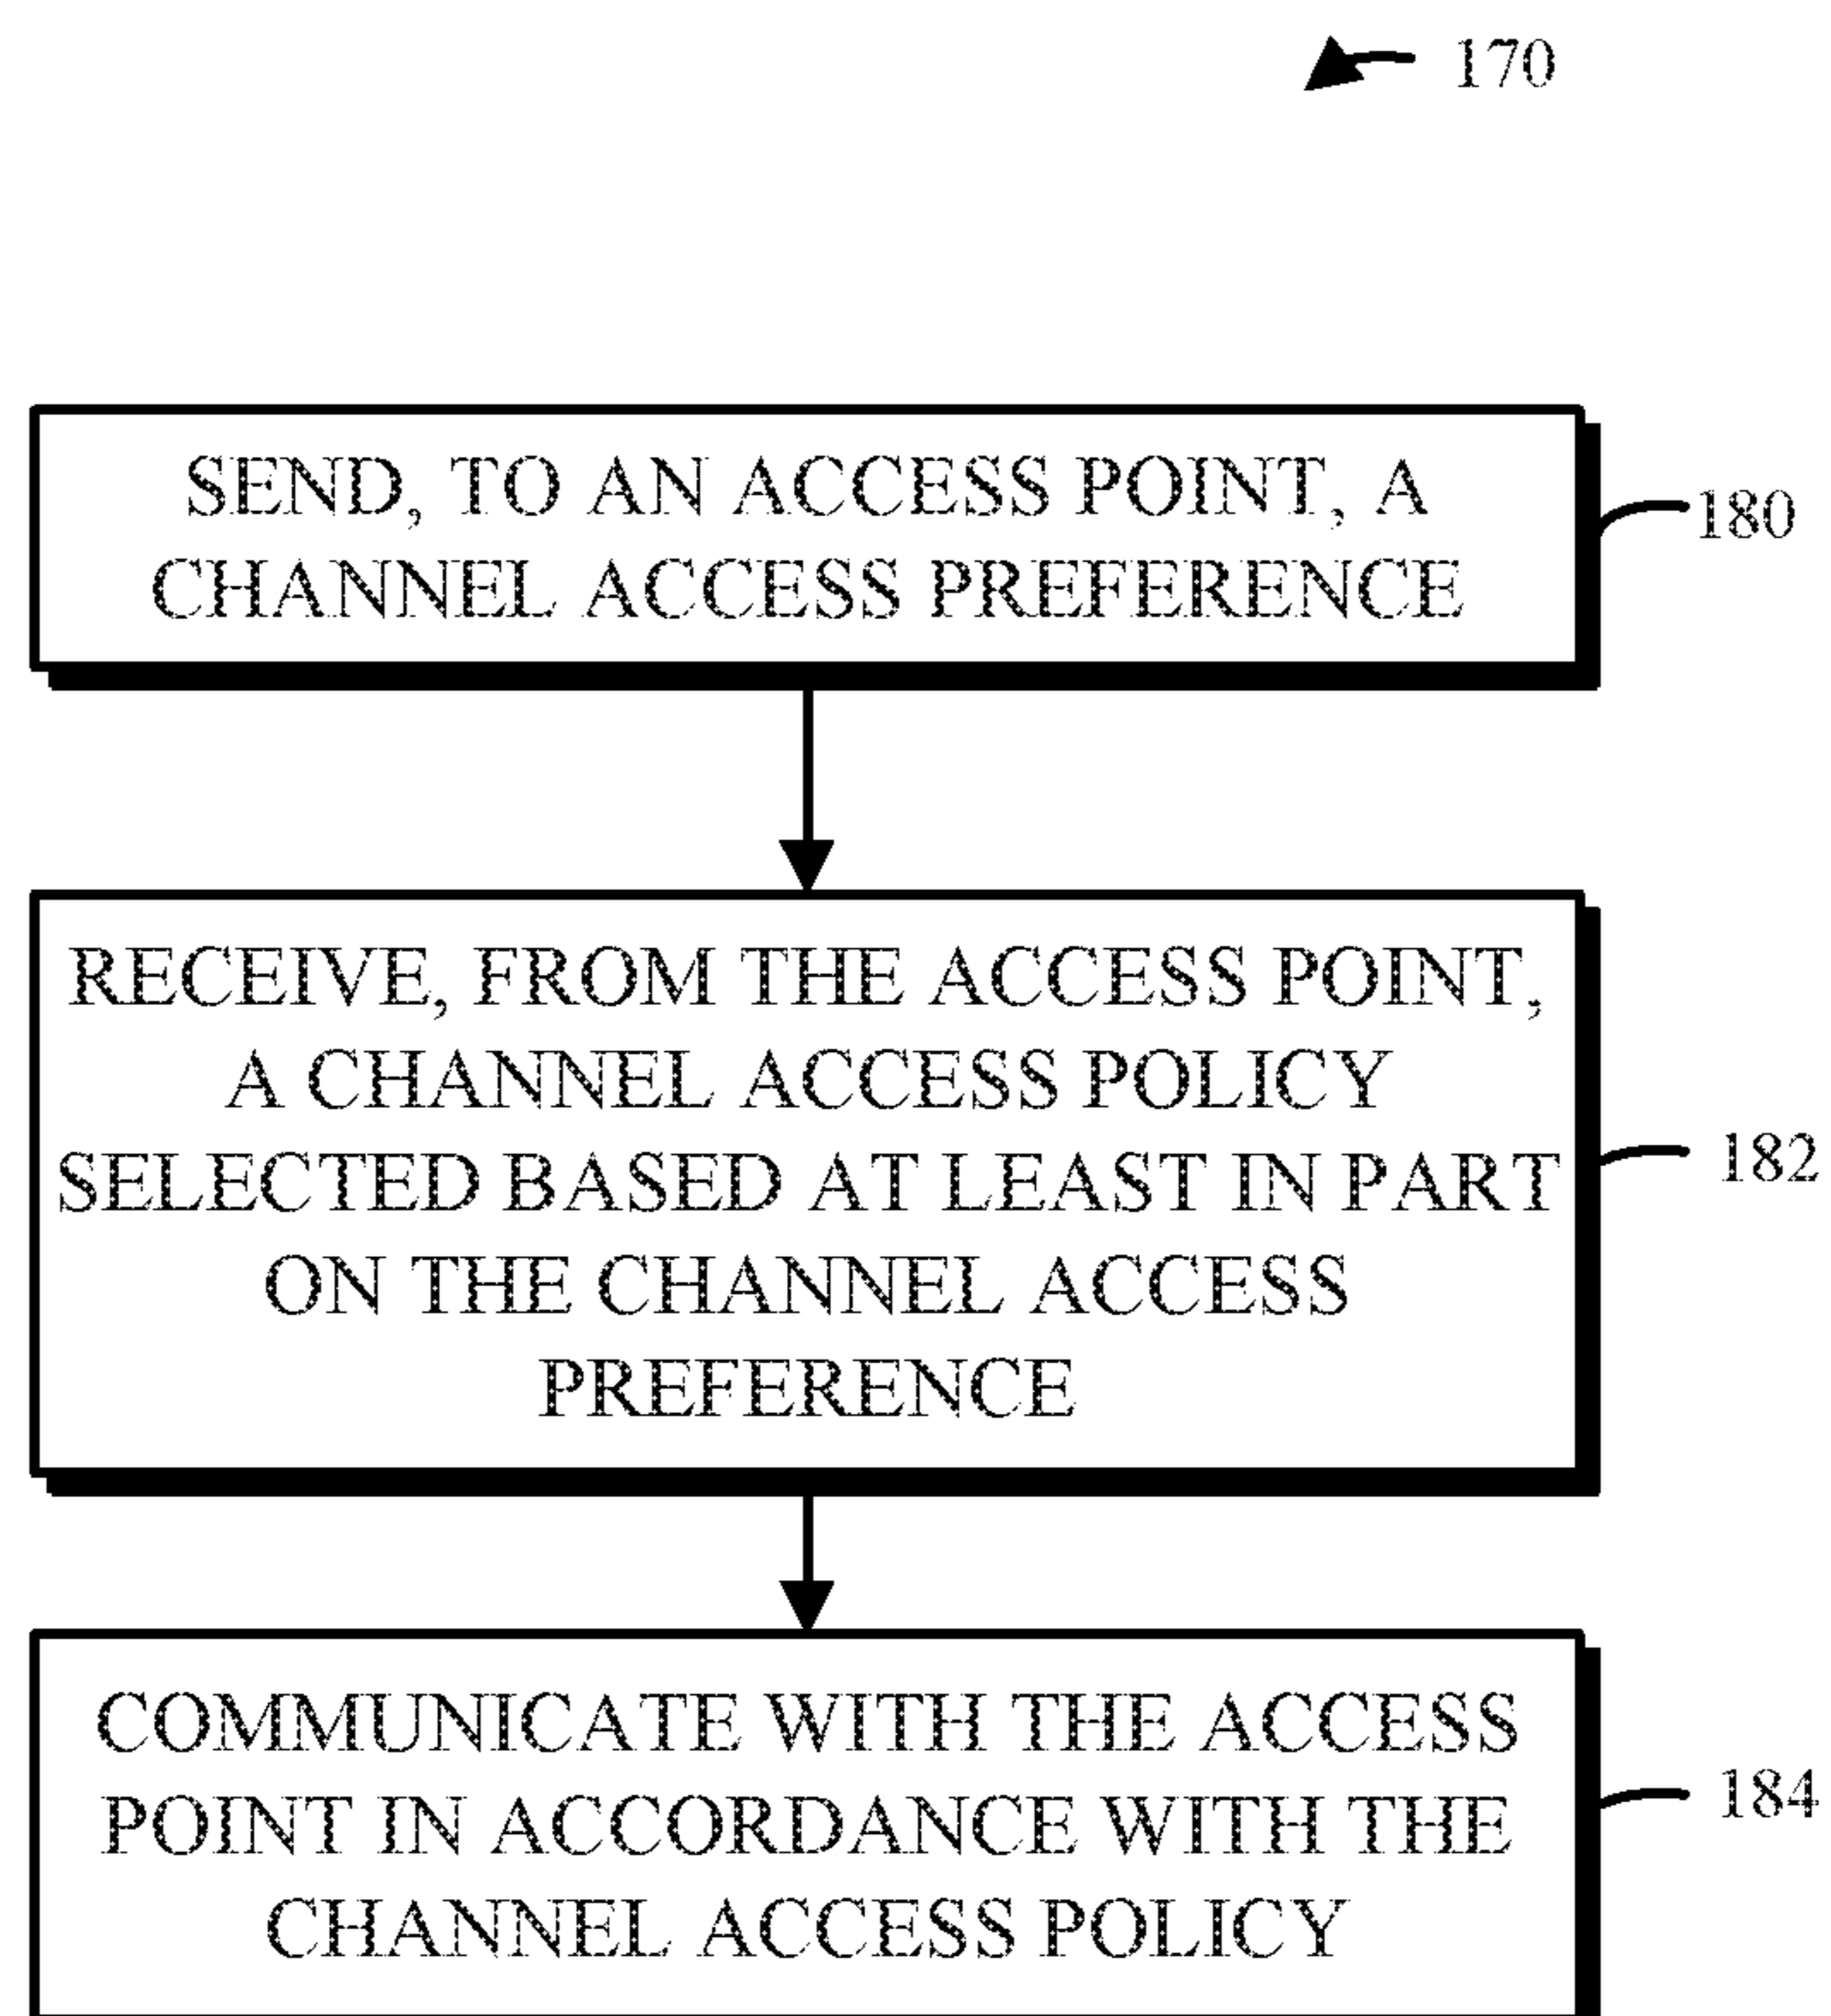 170
SEND, TO AN ACCESS POINT, A
CHANNEL ACCESS PREFERENCE
180
RECEIVE, FROM THE ACCESS POINT,
A CHANNEL ACCESS POLICY
SELECTED BASED AT LEAST IN PART
ON THE CHANNEL ACCESS
PREFERENCE
182
COMMUNICATE WITH THE ACCESS
POINT IN ACCORDANCE WITH THE
CHANNEL ACCESS POLICY
184